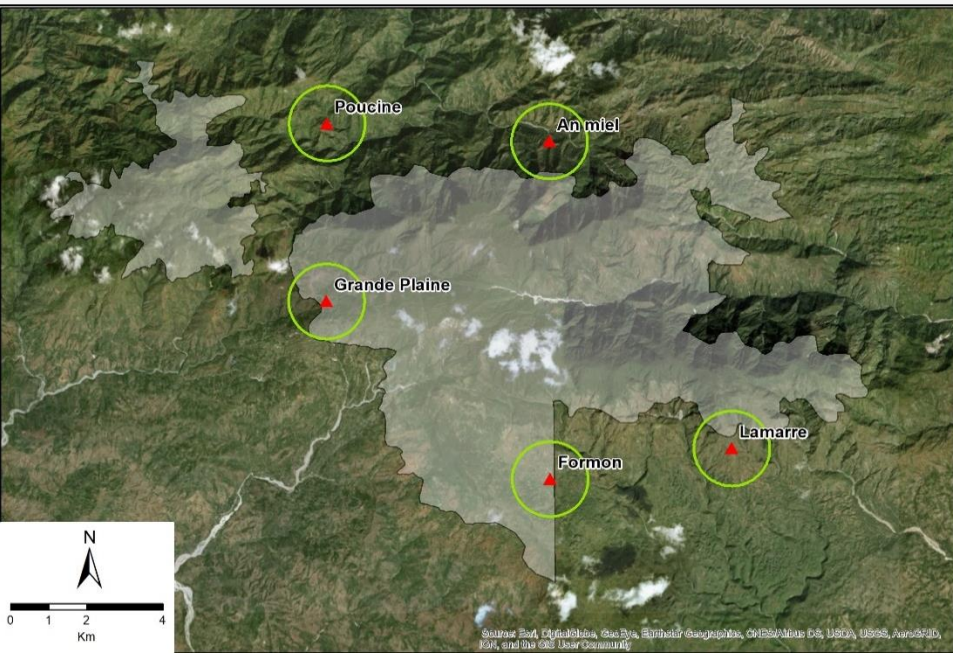 Poucine
An miel
Grande Plaine
Lamarre
Formon
N
0 1 2 4
Km
Source: Esri, DigitalGlobe, GeoEye, Earthstar Geographics, CNES/Airbus DS, USDA, USGS, AeroGRID,
IGN, and the GIS User Community